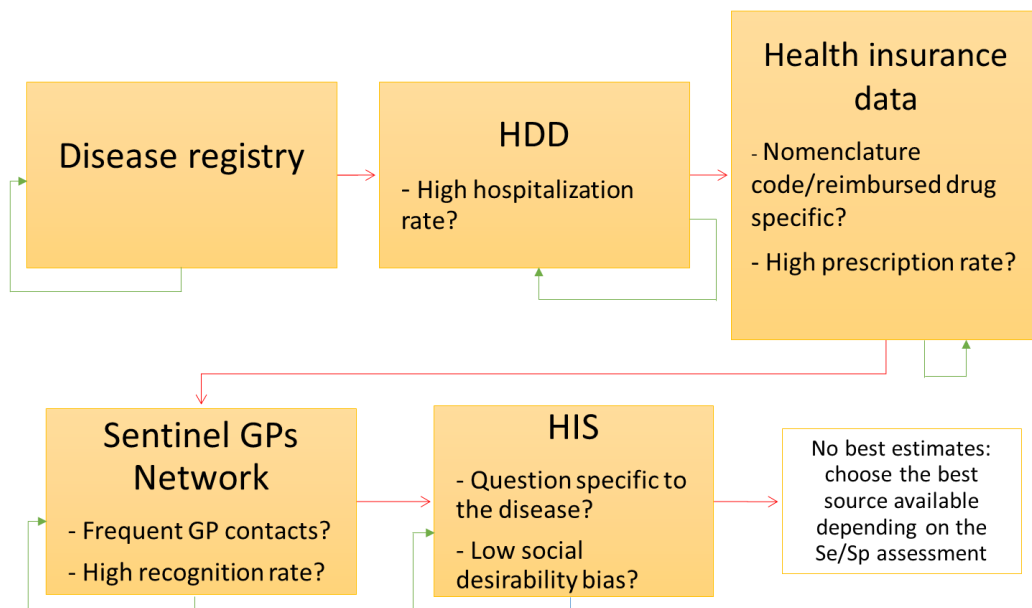 Disease registry
HDD
- High hospitalization
rate?
Health insurance
data
- Nomenclature
code/reimbursed drug
specific?
- High prescription rate?
Sentinel GPs
Network
- Frequent GP contacts?
- High recognition rate?
HIS
- Question specific to
the disease?
- Low social
desirability bias?
No best estimates:
choose the best
source available
depending on the
Se/Sp assessment